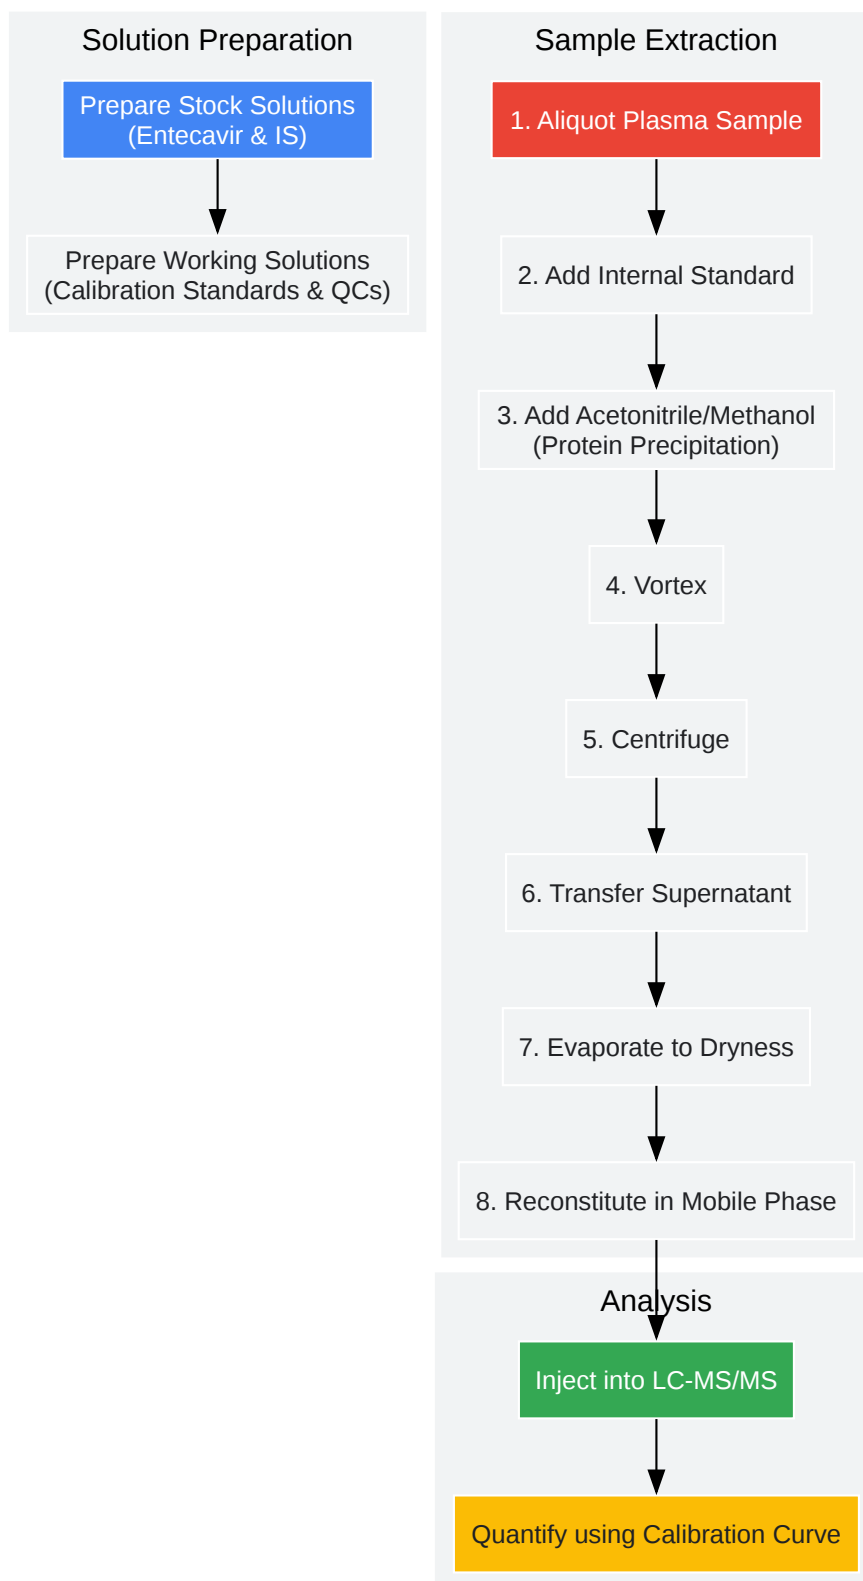 Solution Preparation
Prepare Stock Solutions
(Entecavir & IS)
Prepare Working Solutions
(Calibration Standards & QCs)
Sample Extraction
1. Aliquot Plasma Sample
2. Add Internal Standard
3. Add Acetonitrile/Methanol
(Protein Precipitation)
4. Vortex
5. Centrifuge
6. Transfer Supernatant
7. Evaporate to Dryness
8. Reconstitute in Mobile Phase
Analysis
Inject into LC-MS/MS
Quantify using Calibration Curve